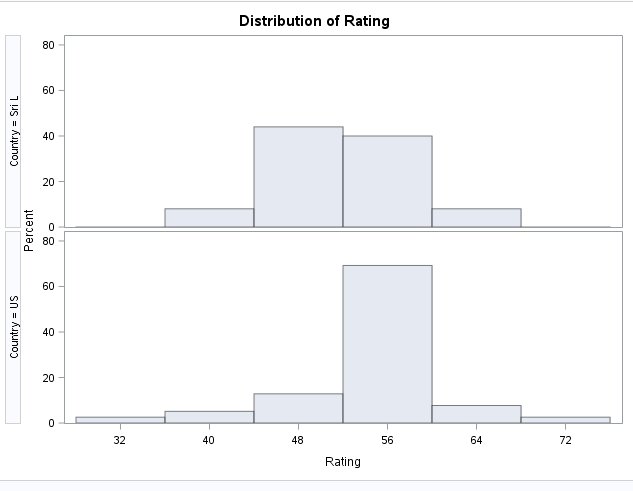 Distribution of Rating
80
60
40
20
0
Country = Sri L
Percent
80
60
40
20
0
Country = US
32 40 48 56 64 72
Rating